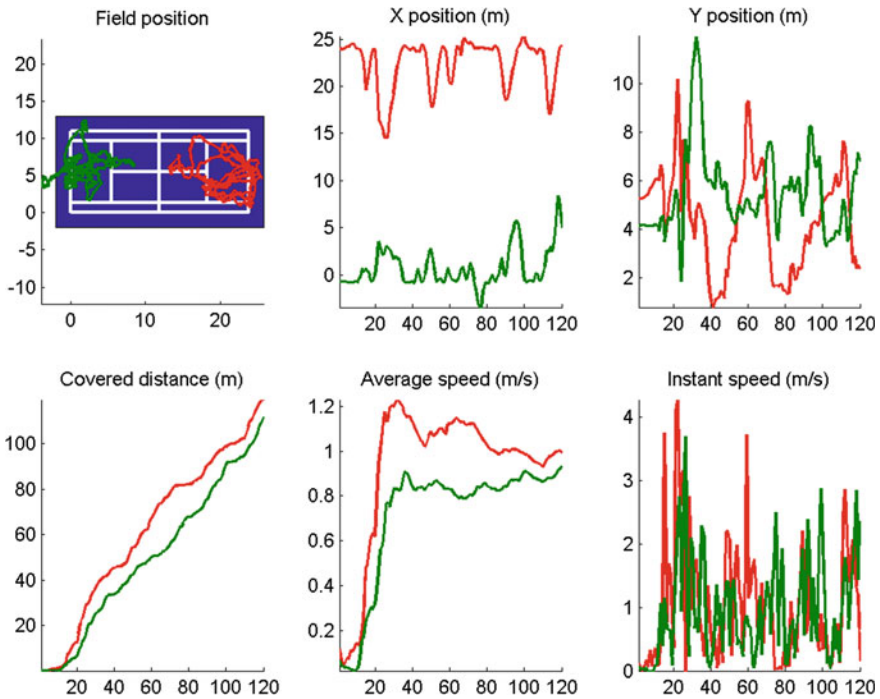 Field position
20
15
10
5
0
-5
-10
0 10 20
X position (m)
25
20
15
10
5
0
20 40 60 80 100 120
Y position (m)
10
8
6
4
2
20 40 60 80 100 120
Covered distance (m)
100
80
60
40
20
20 40 60 80 100 120
Average speed (m/s)
1.2
1
0.8
0.6
0.4
0.2
20 40 60 80 100 120
Instant speed (m/s)
4
3
2
1
0
20 40 60 80 100 120